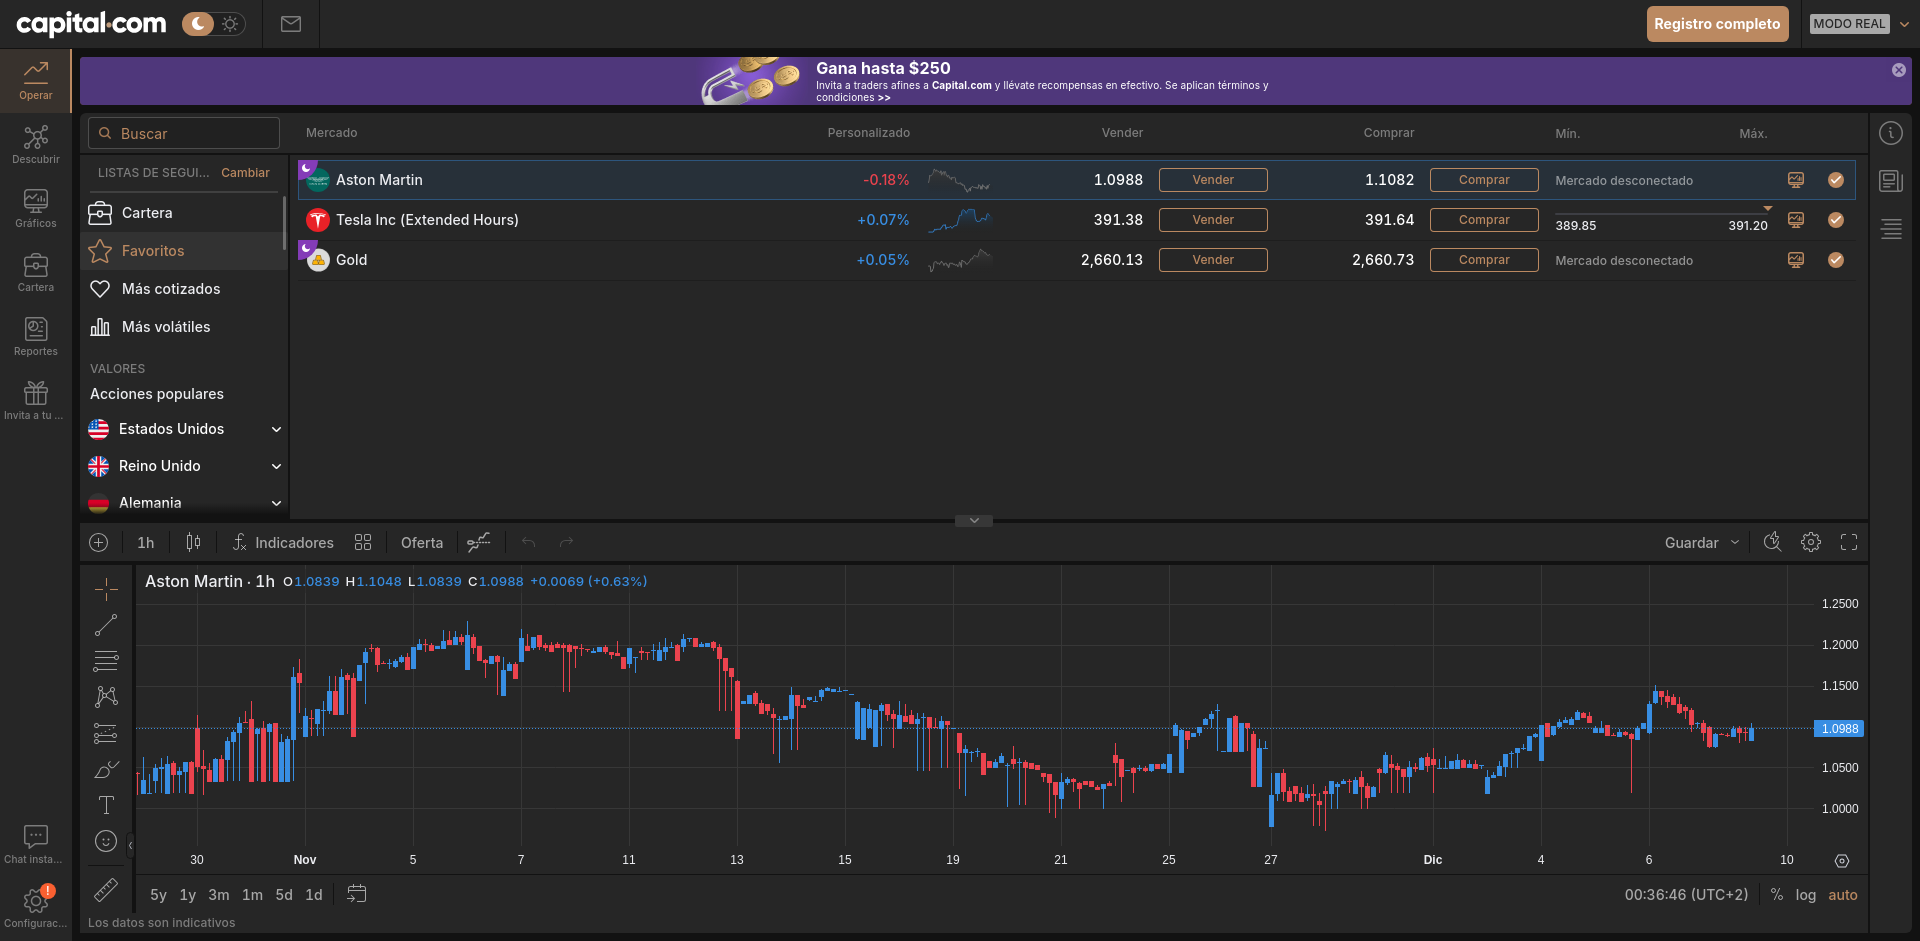 capital.com
Registro completo
MODO REAL
Gana hasta $250
Invita a traders afines a Capital.com y llévate recompensas en efectivo. Se aplican términos y
condiciones >>
Operar
Descubrir
Gráficos
Cartera
Reportes
Invita a tu ...
Chat insta...
!
Configurac...
Buscar
Mercado Personalizado Vender Comprar Mín. Máx.
LISTAS DE SEGUI... Cambiar
Cartera
Favoritos
Más cotizados
Más volátiles
VALORES
Acciones populares
Estados Unidos
Reino Unido
Alemania
Aston Martin -0.18% 1.0988 Vender 1.1082 Comprar Mercado desconectado
Tesla Inc (Extended Hours) +0.07% 391.38 Vender 391.64 Comprar 389.85 391.20
Gold +0.05% 2,660.13 Vender 2,660.73 Comprar Mercado desconectado
1h Indicadores Oferta Guardar
Aston Martin · 1h O1.0839 H1.1048 L1.0839 C1.0988 +0.0069 (+0.63%)
1.2500
1.2000
1.1500
1.0988
1.0500
1.0000
30 Nov 5 7 11 13 15 19 21 25 27 Dic 4 6 10
5y 1y 3m 1m 5d 1d 00:36:46 (UTC+2) % log auto
Los datos son indicativos